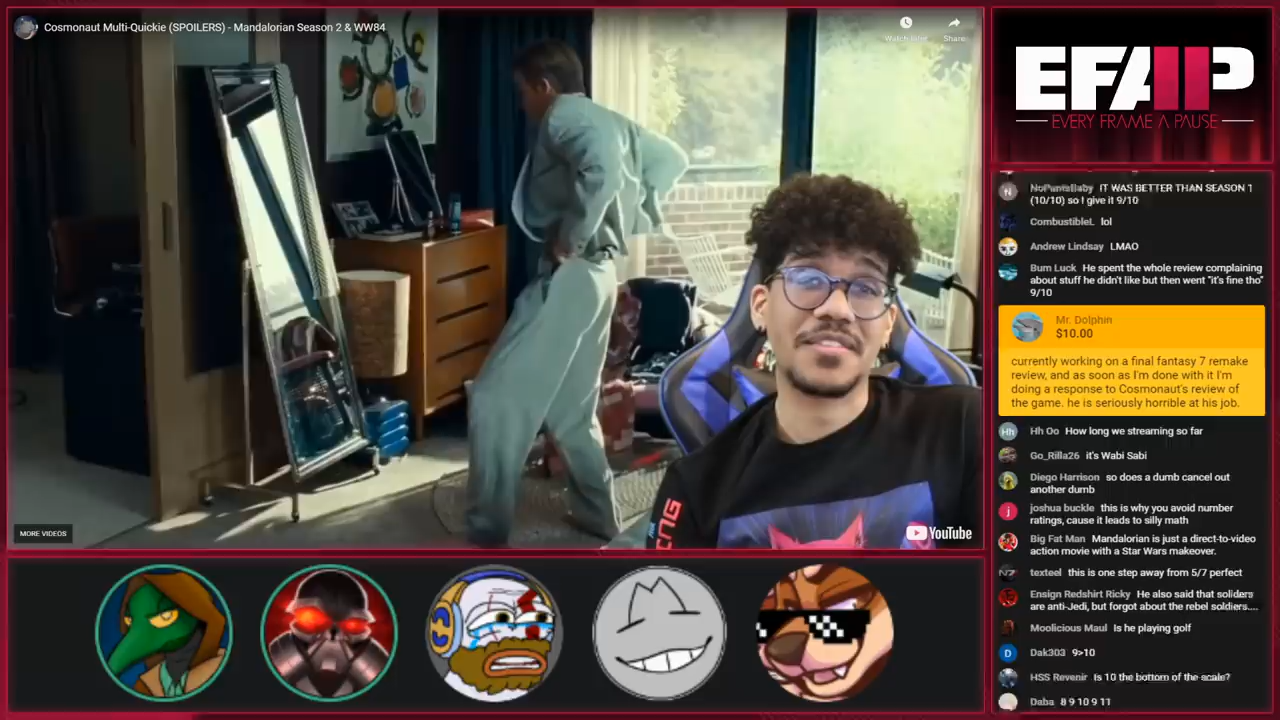 Cosmonaut Multi-Quickie (SPOILERS) - Mandalorian Season 2 & WW84
Watch later
Share
MORE VIDEOS
YouTube
EFAP
EVERY FRAME A PAUSE
NoPantsBaby IT WAS BETTER THAN SEASON 1
(10/10) so I give it 9/10
CombustibleL lol
Andrew Lindsay LMAO
Bum Luck He spent the whole review complaining
about stuff he didn't like but then went "it's fine tho"
9/10
Mr. Dolphin
$10.00
currently working on a final fantasy 7 remake
review, and as soon as I'm done with it I'm
doing a response to Cosmonaut's review of
the game. he is seriously horrible at his job.
Hh Oo How long we streaming so far
Go_Rilla26 it's Wabi Sabi
Diego Harrison so does a dumb cancel out
another dumb
joshua buckle this is why you avoid number
ratings, cause it leads to silly math
Big Fat Man Mandalorian is just a direct-to-video
action movie with a Star Wars makeover.
texteel this is one step away from 5/7 perfect
Ensign Redshirt Ricky He also said that soliders
are anti-Jedi, but forgot about the rebel soldiers....
Moolicious Maul Is he playing golf
Dak303 9>10
HSS Revenir Is 10 the bottom of the scale?
Daba 8 9 10 9 11